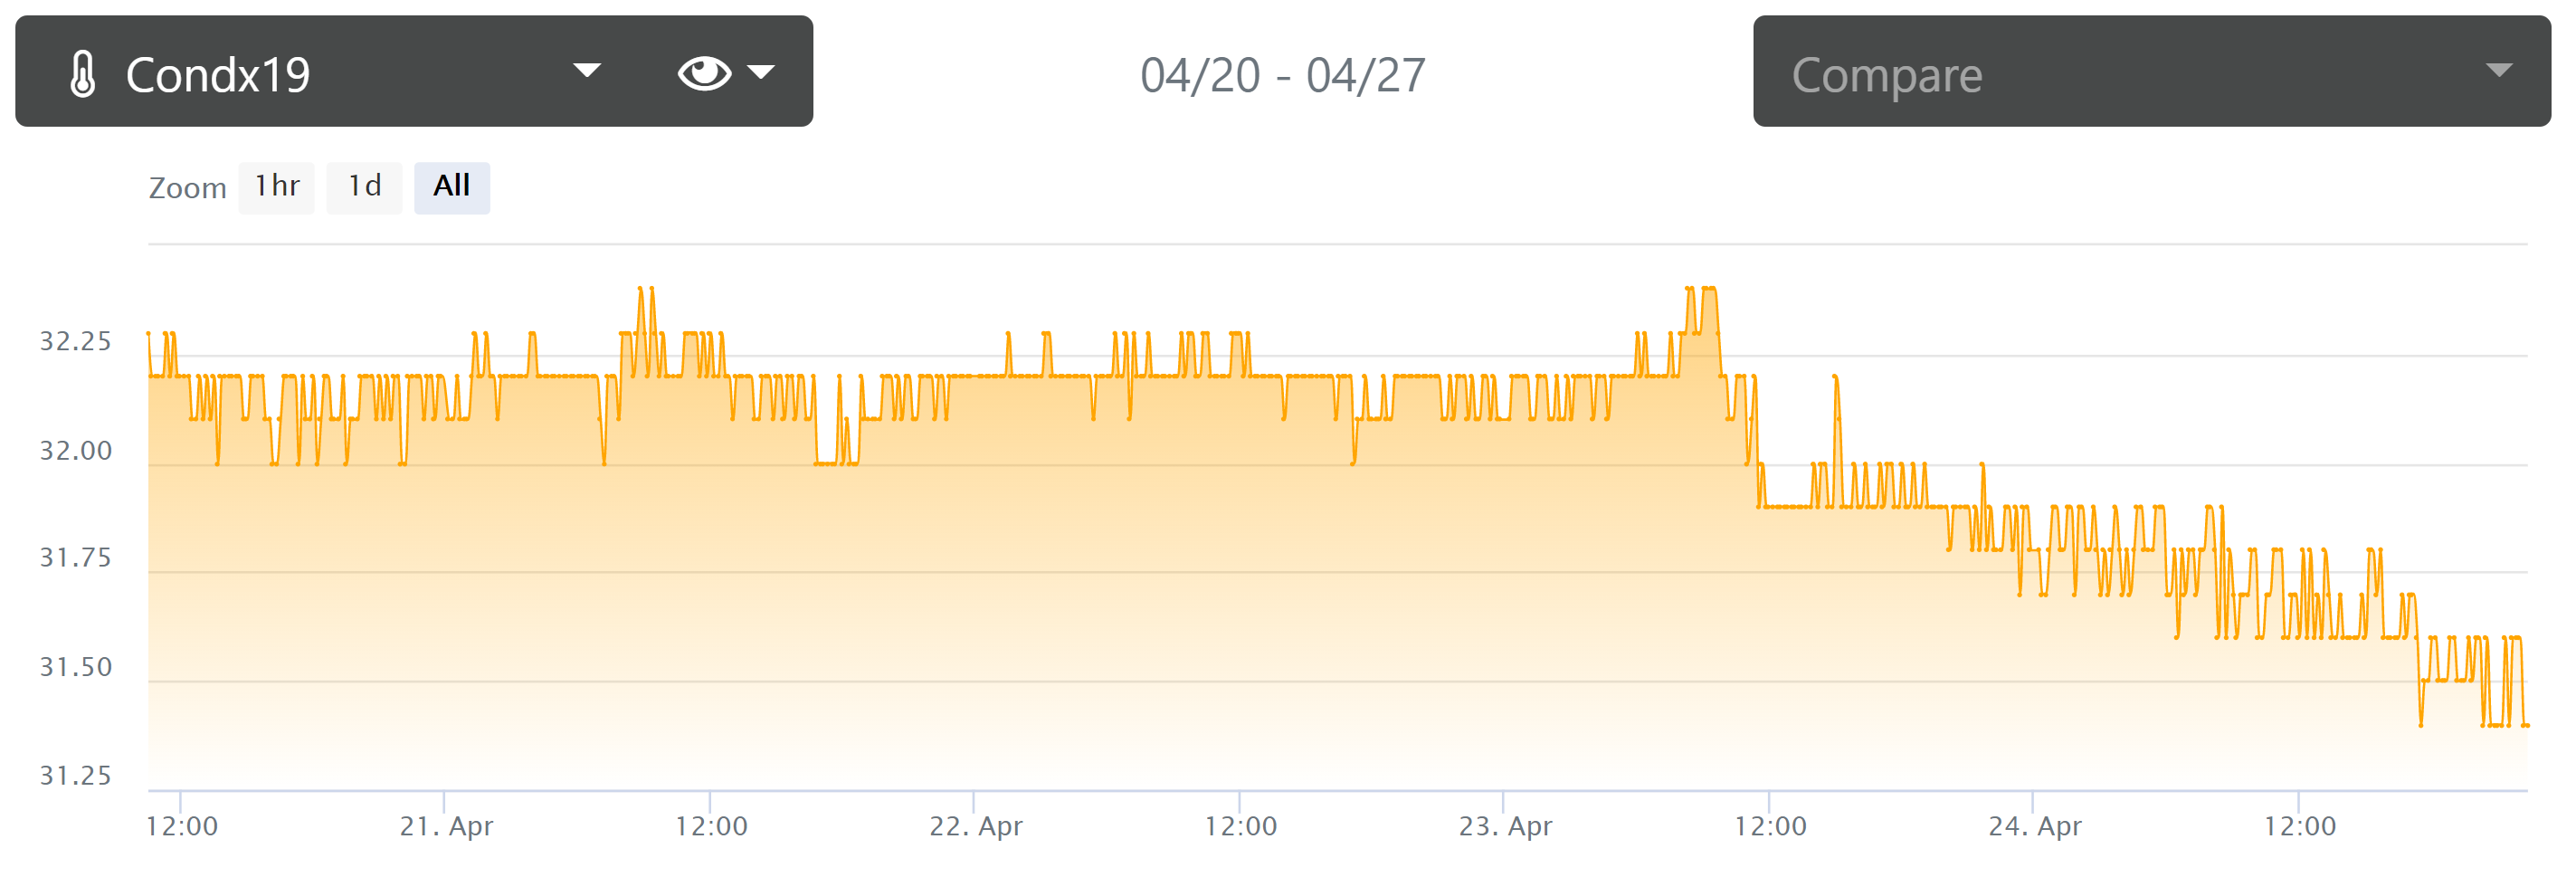 Condx19
04/20 - 04/27
Compare
Zoom 1hr 1d All
32.25
32.00
31.75
31.50
31.25
12:00 21. Apr 12:00 22. Apr 12:00 23. Apr 12:00 24. Apr 12:00